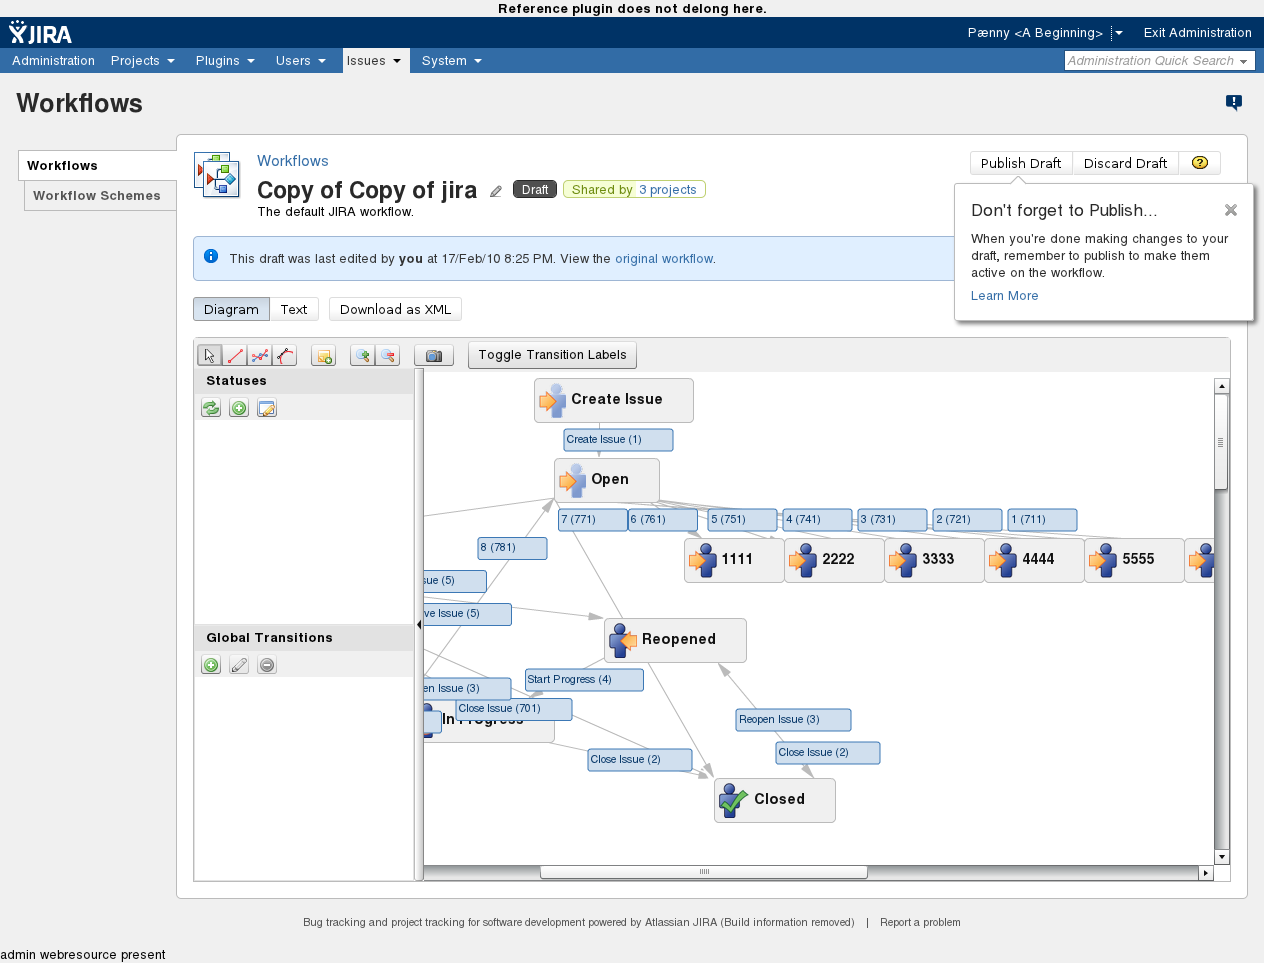 Reference plugin does not delong here.
JIRA
Pænny <A Beginning>
Exit Administration
Administration
Projects
Plugins
Users
Issues
System
Administration Quick Search
Workflows
Workflows
Workflow Schemes
Workflows
Copy of Copy of jira
Draft
Shared by 3 projects
The default JIRA workflow.
Publish Draft
Discard Draft
Don't forget to Publish...
When you're done making changes to your
draft, remember to publish to make them
active on the workflow.
Learn More
This draft was last edited by you at 17/Feb/10 8:25 PM. View the original workflow.
Diagram
Text
Download as XML
Toggle Transition Labels
Statuses
Global Transitions
Create Issue
Create Issue (1)
Open
7 (771)
6 (761)
5 (751)
4 (741)
3 (731)
2 (721)
1 (711)
8 (781)
1111
2222
3333
4444
5555
sue (5)
ve Issue (5)
Reopened
Start Progress (4)
en Issue (3)
Close Issue (701)
In Progress
Reopen Issue (3)
Close Issue (2)
Close Issue (2)
Closed
Bug tracking and project tracking for software development powered by Atlassian JIRA (Build information removed) | Report a problem
admin webresource present